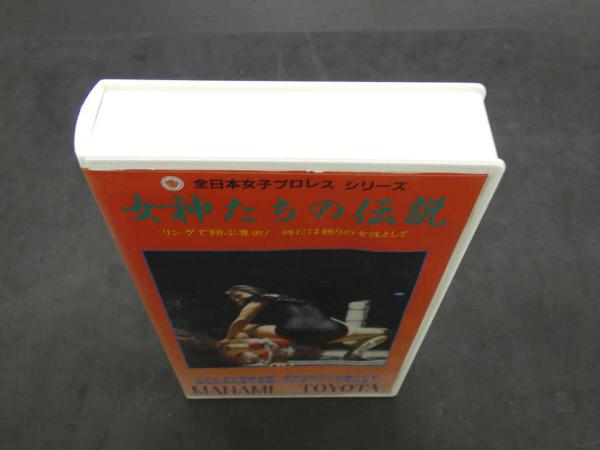 全日本女子プロレス シリーズ
女神たちの伝説
リングで翔ぶ豊田! 時には独りの女性として
MANAMI TOYOTA